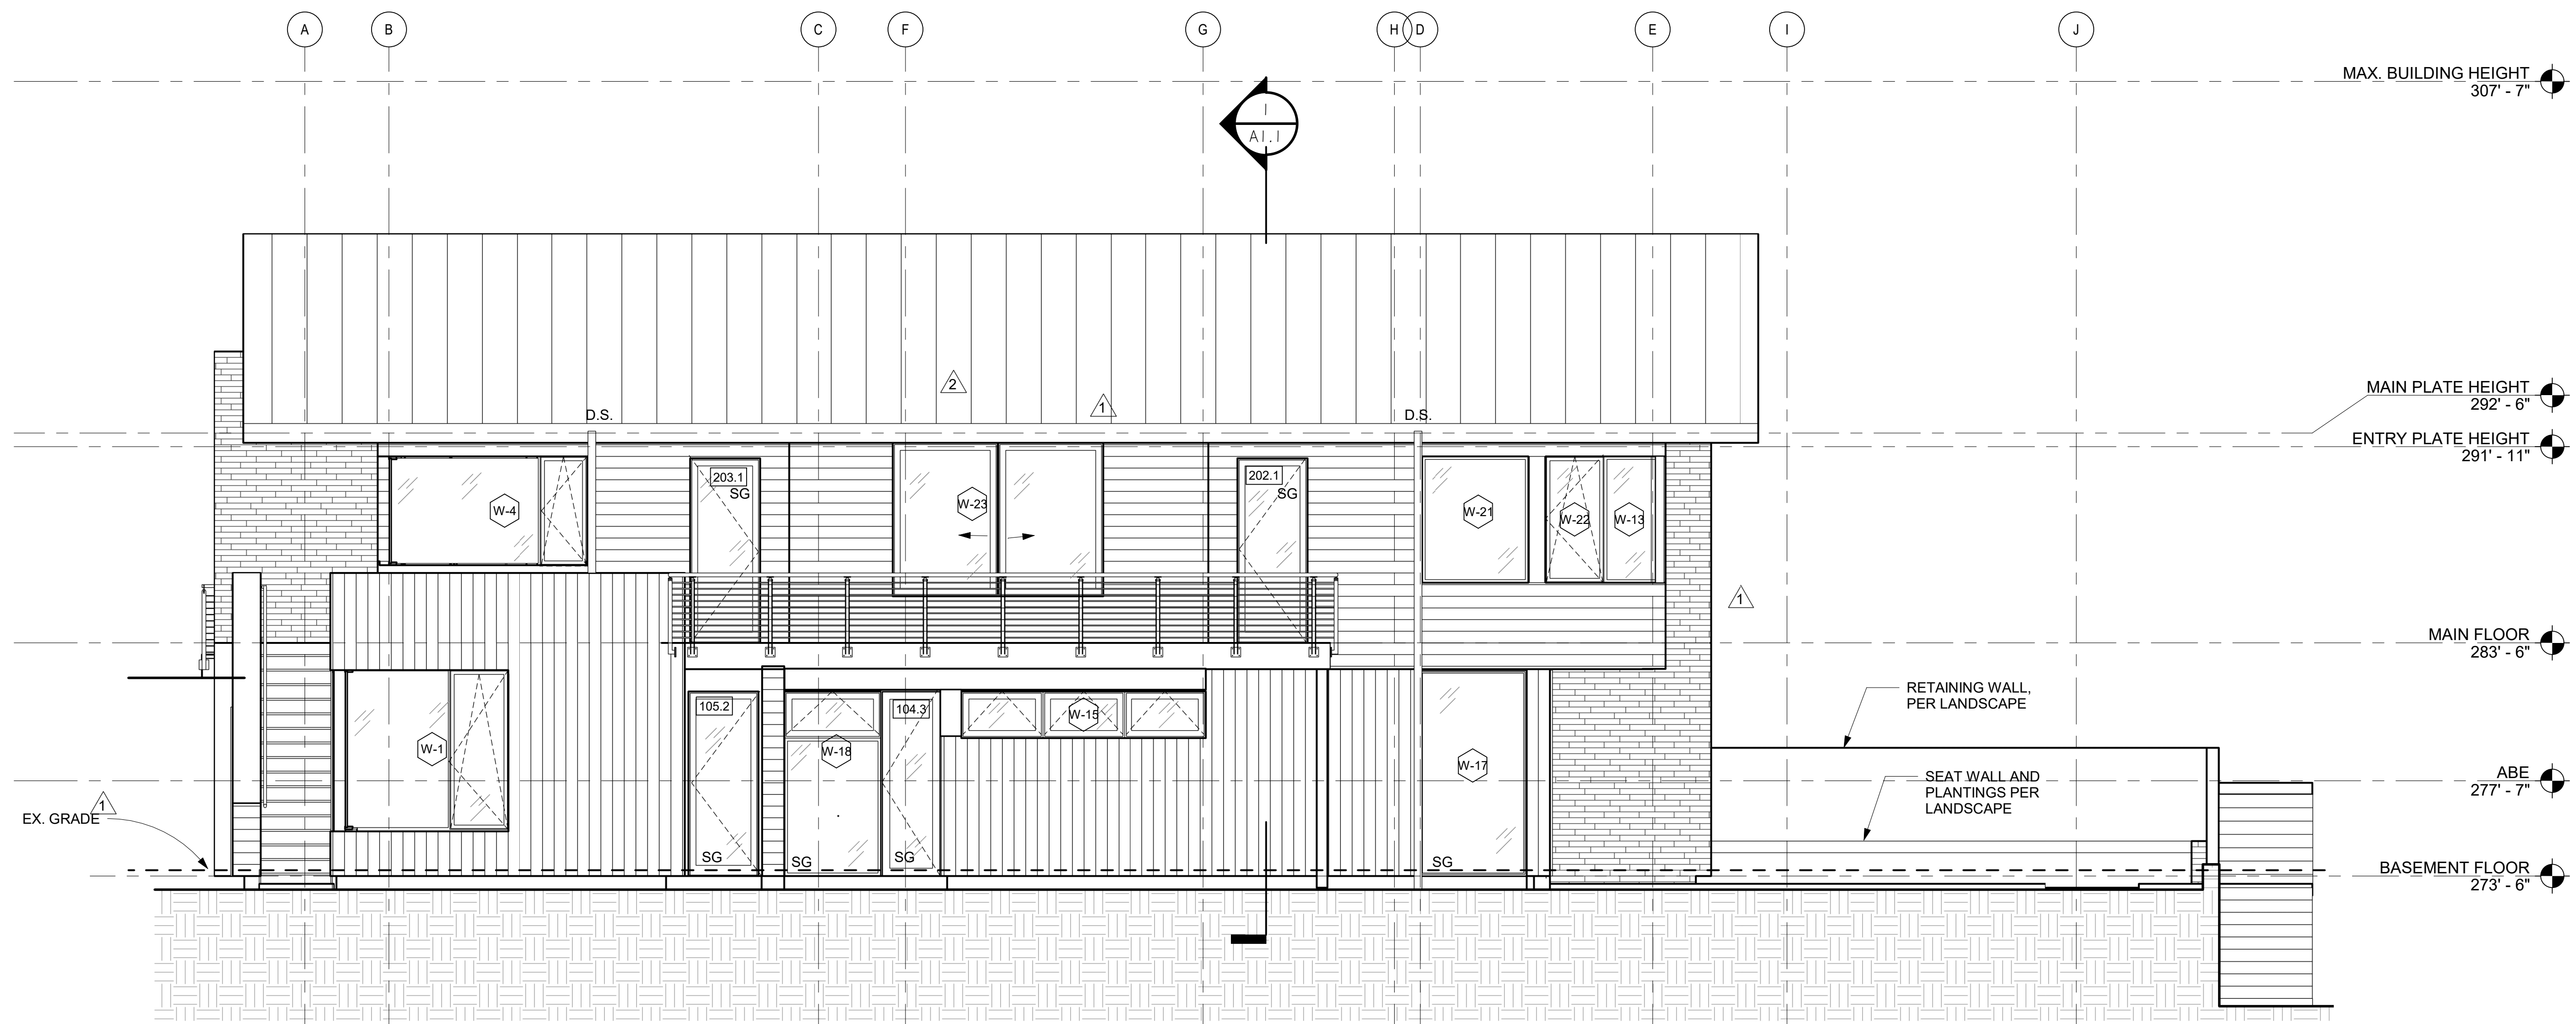 A
B
C
F
G
H
D
E
I
J
MAX. BUILDING HEIGHT
307' - 7"
A1.1
MAIN PLATE HEIGHT
292' - 6"
2
1
D.S.
D.S.
ENTRY PLATE HEIGHT
291' - 11"
203.1
SG
202.1
SG
W-4
W-23
W-21
W-22
W-13
1
MAIN FLOOR
283' - 6"
RETAINING WALL,
PER LANDSCAPE
105.2
104.3
W-15
W-1
W-18
W-17
SEAT WALL AND
PLANTINGS PER
LANDSCAPE
ABE
277' - 7"
1
EX. GRADE
SG
SG
SG
SG
BASEMENT FLOOR
273' - 6"